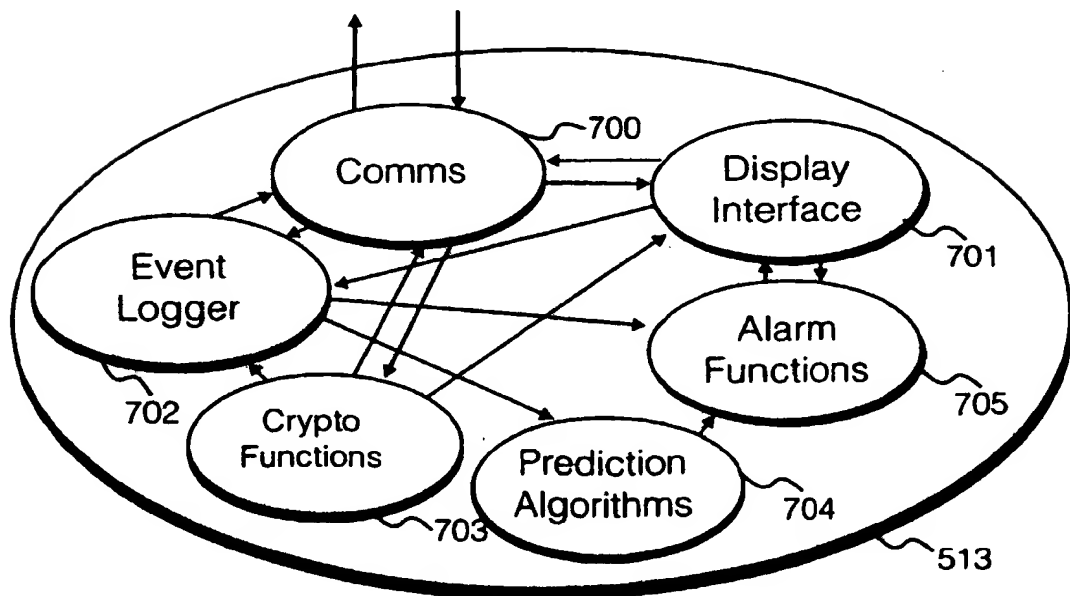 Comms
700
Display
Interface
701
Event
Logger
702
Alarm
Functions
705
Crypto
Functions
703
Prediction
Algorithms
704
513